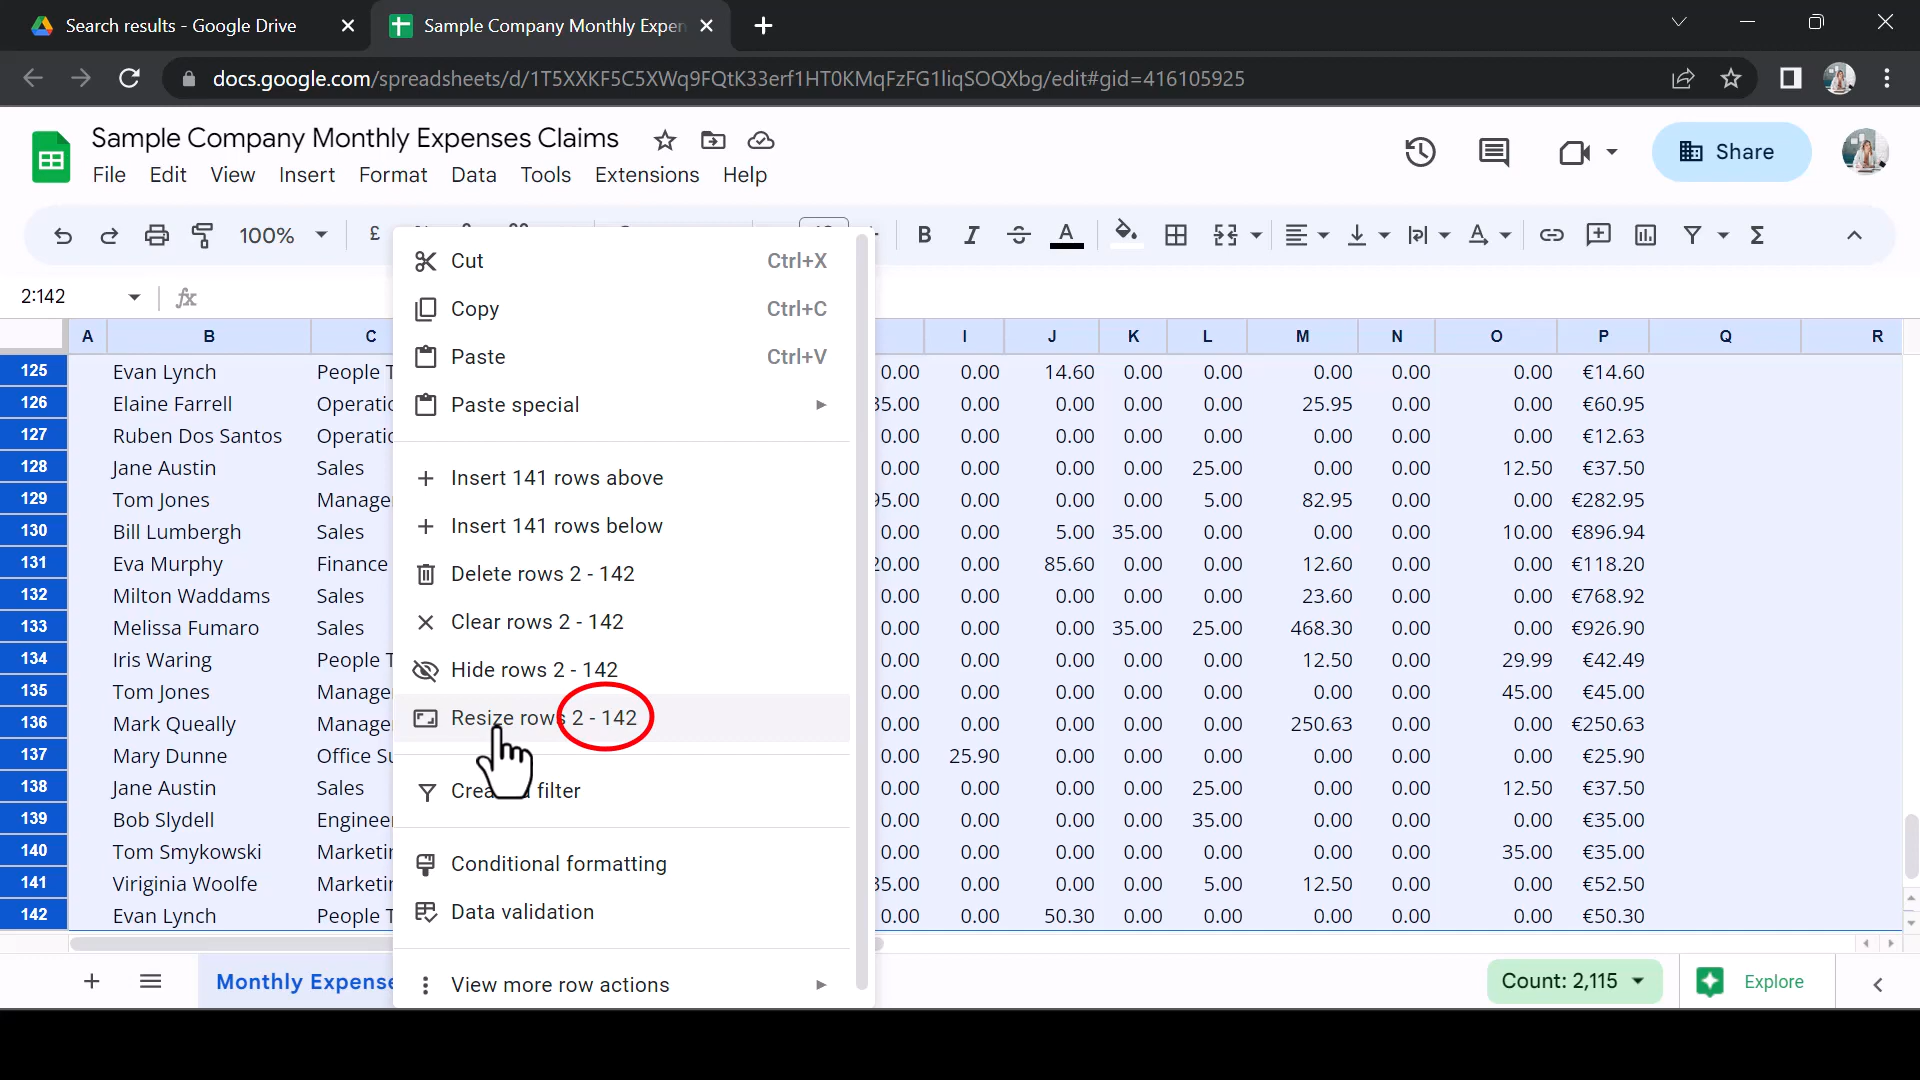 Search results - Google Drive
Sample Company Monthly Expen
docs.google.com/spreadsheets/d/1T5XXKF5C5XWq9FQtK33erf1HT0KMqFzFG1liqSOQXbg/edit#gid=416105925
Sample Company Monthly Expenses Claims
File Edit View Insert Format Data Tools Extensions Help
Share
100% £ B I A Σ
2:142 fx
A B C I J K L M N O P Q R
125 Evan Lynch People T 0.00 0.00 14.60 0.00 0.00 0.00 0.00 0.00 €14.60
126 Elaine Farrell Operatio 35.00 0.00 0.00 0.00 0.00 25.95 0.00 0.00 €60.95
127 Ruben Dos Santos Operatio 0.00 0.00 0.00 0.00 0.00 0.00 0.00 0.00 €12.63
128 Jane Austin Sales 0.00 0.00 0.00 0.00 25.00 0.00 0.00 12.50 €37.50
129 Tom Jones Manage 95.00 0.00 0.00 0.00 5.00 82.95 0.00 0.00 €282.95
130 Bill Lumbergh Sales 0.00 0.00 5.00 35.00 0.00 0.00 0.00 10.00 €896.94
131 Eva Murphy Finance 20.00 0.00 85.60 0.00 0.00 12.60 0.00 0.00 €118.20
132 Milton Waddams Sales 0.00 0.00 0.00 0.00 0.00 23.60 0.00 0.00 €768.92
133 Melissa Fumaro Sales 0.00 0.00 0.00 35.00 25.00 468.30 0.00 0.00 €926.90
134 Iris Waring People T 0.00 0.00 0.00 0.00 0.00 12.50 0.00 29.99 €42.49
135 Tom Jones Manage 0.00 0.00 0.00 0.00 0.00 0.00 0.00 45.00 €45.00
136 Mark Queally Manage 0.00 0.00 0.00 0.00 0.00 250.63 0.00 0.00 €250.63
137 Mary Dunne Office Su 0.00 25.90 0.00 0.00 0.00 0.00 0.00 0.00 €25.90
138 Jane Austin Sales 0.00 0.00 0.00 0.00 25.00 0.00 0.00 12.50 €37.50
139 Bob Slydell Enginee 0.00 0.00 0.00 0.00 35.00 0.00 0.00 0.00 €35.00
140 Tom Smykowski Marketin 0.00 0.00 0.00 0.00 0.00 0.00 0.00 35.00 €35.00
141 Viriginia Woolfe Marketin 35.00 0.00 0.00 0.00 5.00 12.50 0.00 0.00 €52.50
142 Evan Lynch People T 0.00 0.00 50.30 0.00 0.00 0.00 0.00 0.00 €50.30
Cut Ctrl+X
Copy Ctrl+C
Paste Ctrl+V
Paste special
Insert 141 rows above
Insert 141 rows below
Delete rows 2 - 142
Clear rows 2 - 142
Hide rows 2 - 142
Resize rows 2 - 142
filter
Conditional formatting
Data validation
View more row actions
Monthly Expense
Count: 2,115
Explore